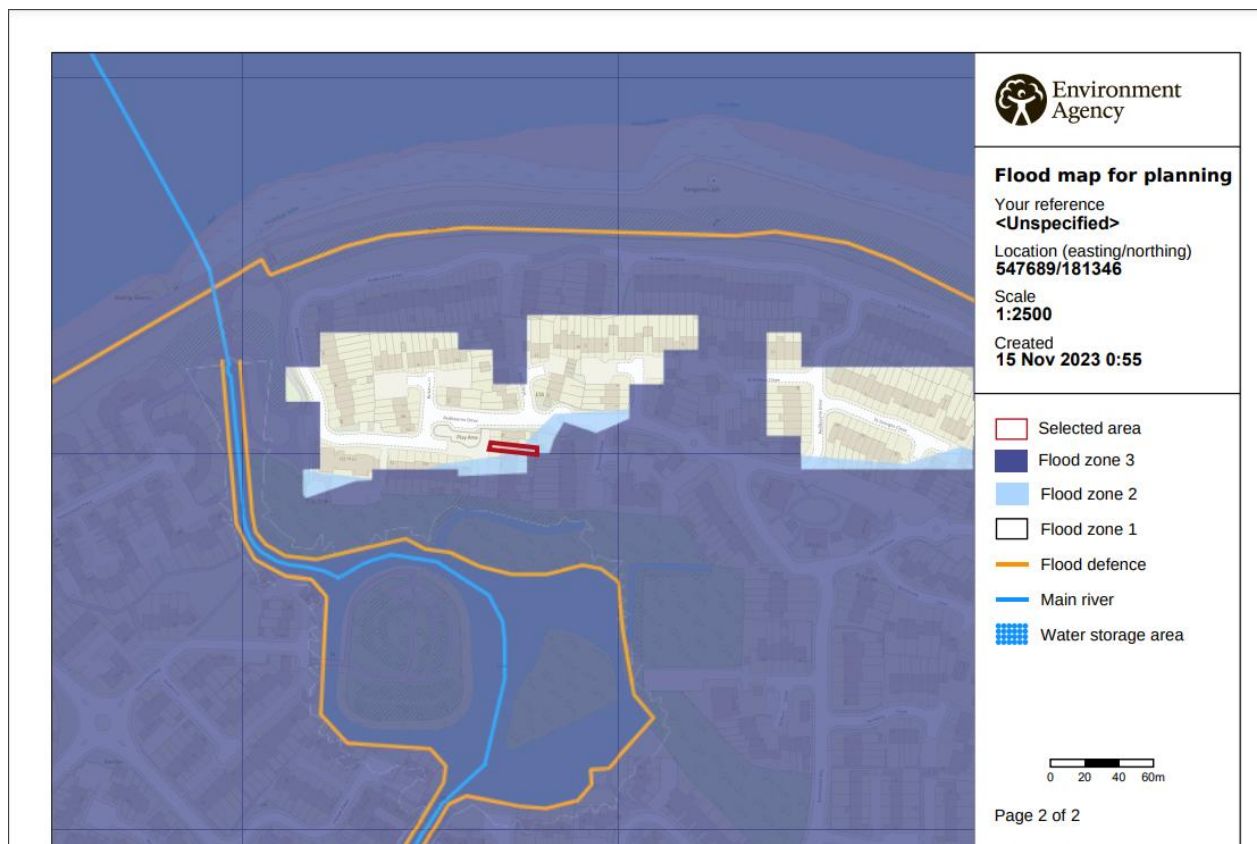 Environment
Agency
Flood map for planning
Your reference
<Unspecified>
Location (easting/northing)
547689/181346
Scale
1:2500
Created
15 Nov 2023 0:55
Selected area
Flood zone 3
Flood zone 2
Flood zone 1
Flood defence
Main river
Water storage area
0 20 40 60m
Page 2 of 2
Play Area